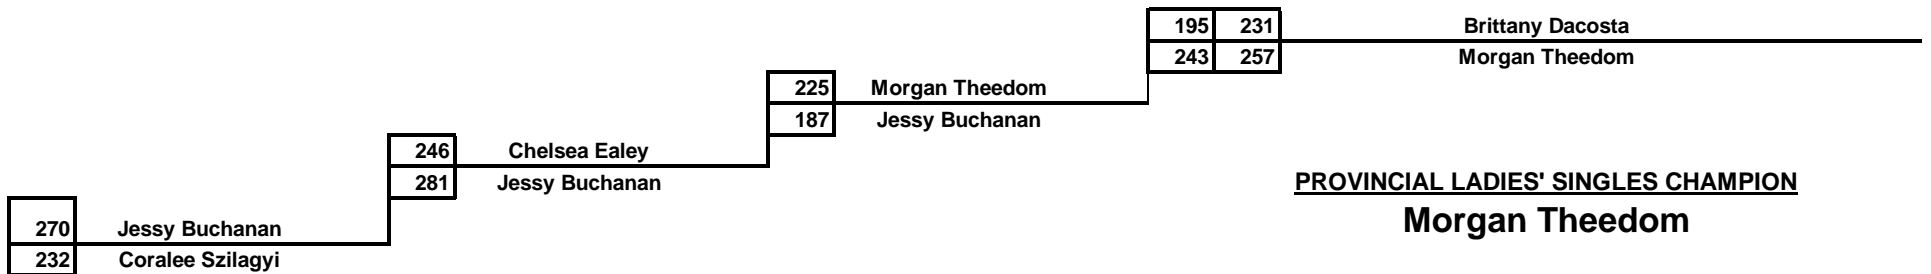 195 231 Brittany Dacosta
243 257 Morgan Theedom
225 Morgan Theedom
187 Jessy Buchanan
246 Chelsea Ealey
281 Jessy Buchanan
PROVINCIAL LADIES' SINGLES CHAMPION
Morgan Theedom
270 Jessy Buchanan
232 Coralee Szilagyi